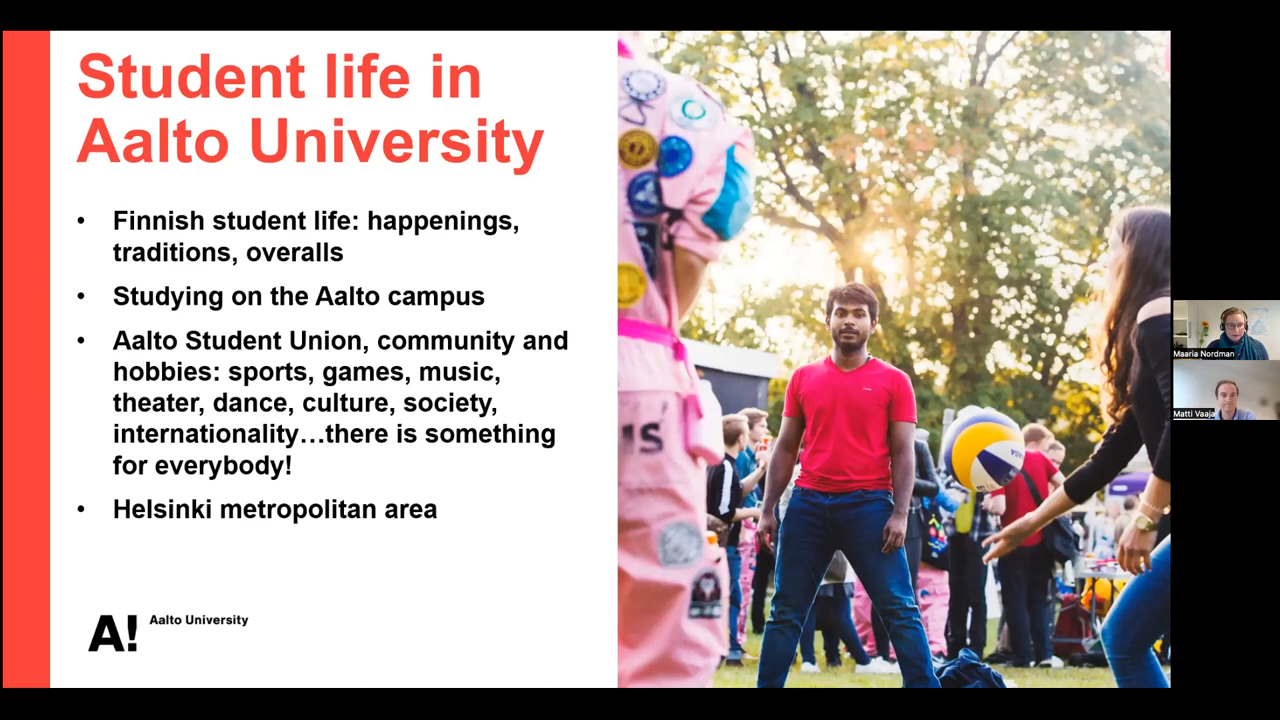 Student life in
Aalto University
• Finnish student life: happenings,
traditions, overalls
• Studying on the Aalto campus
• Aalto Student Union, community and
hobbies: sports, games, music,
theater, dance, culture, society,
internationality…there is something
for everybody!
• Helsinki metropolitan area
A! Aalto University
Maaria Nordman
Matti Vaaja